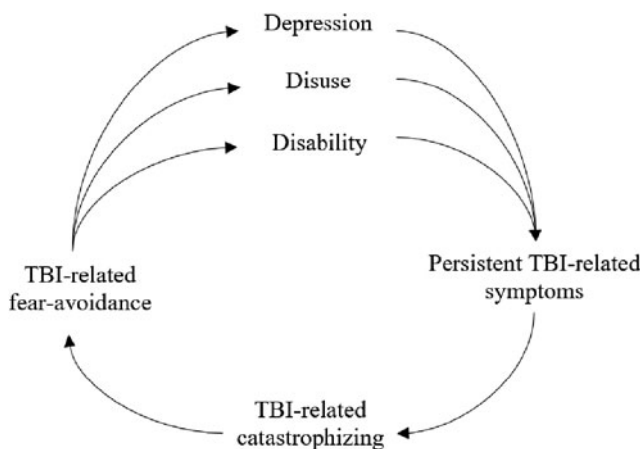 Depression
Disuse
Disability
TBI-related
fear-avoidance
Persistent TBI-related
symptoms
TBI-related
catastrophizing